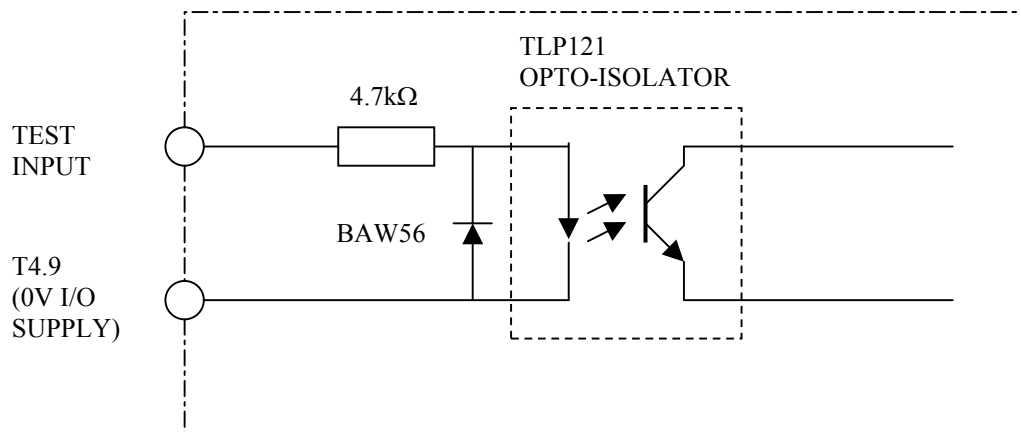 TLP121
OPTO-ISOLATOR
4.7kΩ
TEST
INPUT
BAW56
T4.9
(0V I/O
SUPPLY)